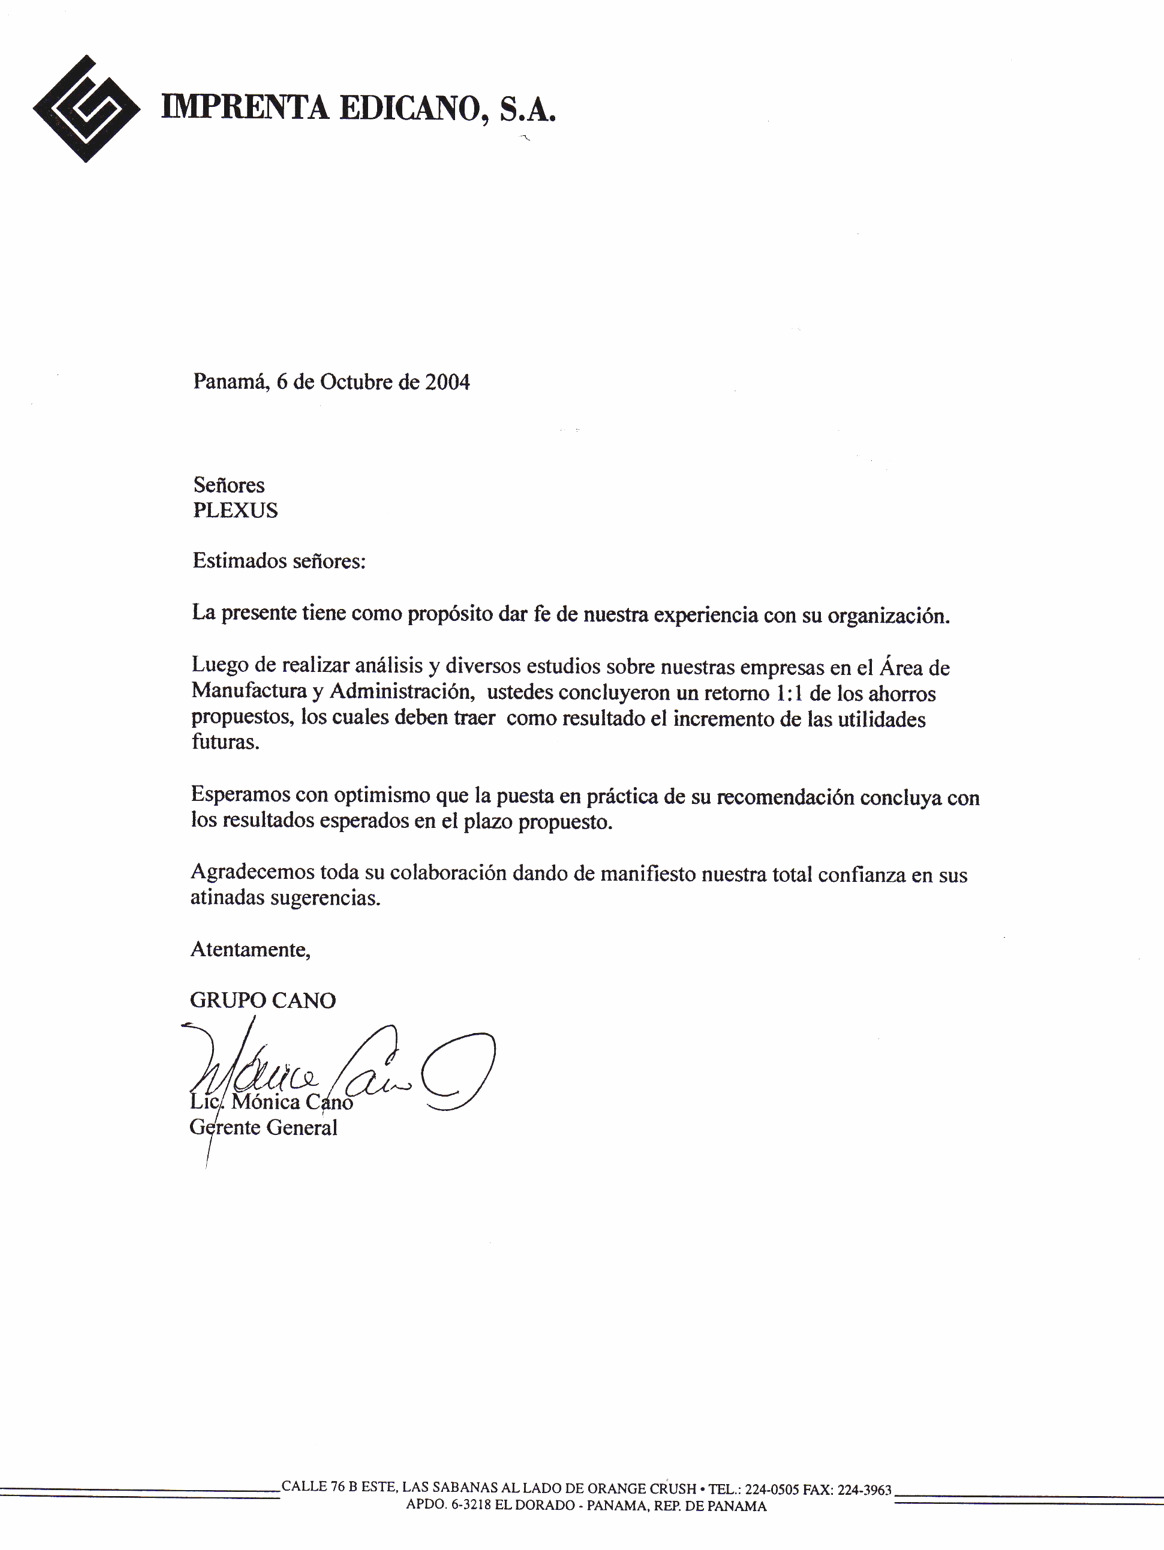 IMPRENTA EDICANO, S.A.
Panamá, 6 de Octubre de 2004
Señores
PLEXUS
Estimados señores:
La presente tiene como propósito dar fe de nuestra experiencia con su organización.
Luego de realizar análisis y diversos estudios sobre nuestras empresas en el Área de
Manufactura y Administración, ustedes concluyeron un retorno 1:1 de los ahorros
propuestos, los cuales deben traer como resultado el incremento de las utilidades
futuras.
Esperamos con optimismo que la puesta en práctica de su recomendación concluya con
los resultados esperados en el plazo propuesto.
Agradecemos toda su colaboración dando de manifiesto nuestra total confianza en sus
atinadas sugerencias.
Atentamente,
GRUPO CANO
Mónica Cano
Lic. Mónica Cano
Gerente General
CALLE 76 B ESTE, LAS SABANAS AL LADO DE ORANGE CRUSH • TEL.: 224-0505 FAX: 224-3963
APDO. 6-3218 EL DORADO - PANAMA, REP. DE PANAMA